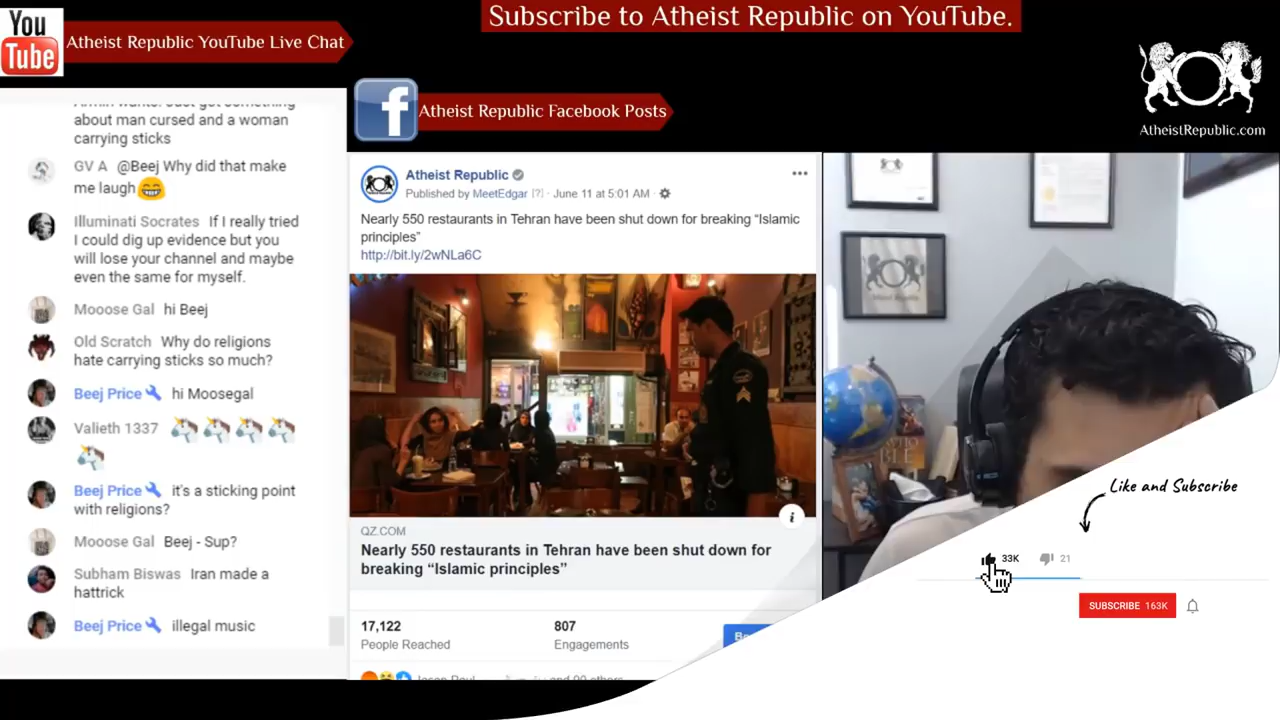 Subscribe to Atheist Republic on YouTube.
You
Tube
Atheist Republic YouTube Live Chat
about man cursed and a woman
carrying sticks
GV A @Beej Why did that make
me laugh😁
Illuminati Socrates If I really tried
I could dig up evidence but you
will lose your channel and maybe
even the same for myself.
Mooose Gal hi Beej
Old Scratch Why do religions
hate carrying sticks so much?
Beej Price hi Moosegal
Valieth 1337 🦄🦄🦄🦄
🦄
Beej Price it's a sticking point
with religions?
Mooose Gal Beej - Sup?
Subham Biswas Iran made a
hattrick
Beej Price illegal music
f
Atheist Republic Facebook Posts
Atheist Republic
Published by MeetEdgar [?] · June 11 at 5:01 AM ·
Nearly 550 restaurants in Tehran have been shut down for breaking “Islamic
principles”
http://bit.ly/2wNLa6C
i
QZ.COM
Nearly 550 restaurants in Tehran have been shut down for
breaking “Islamic principles”
17,122
People Reached
807
Engagements
and 90 others
AtheistRepublic.com
Like and Subscribe
33K
21
SUBSCRIBE 163K